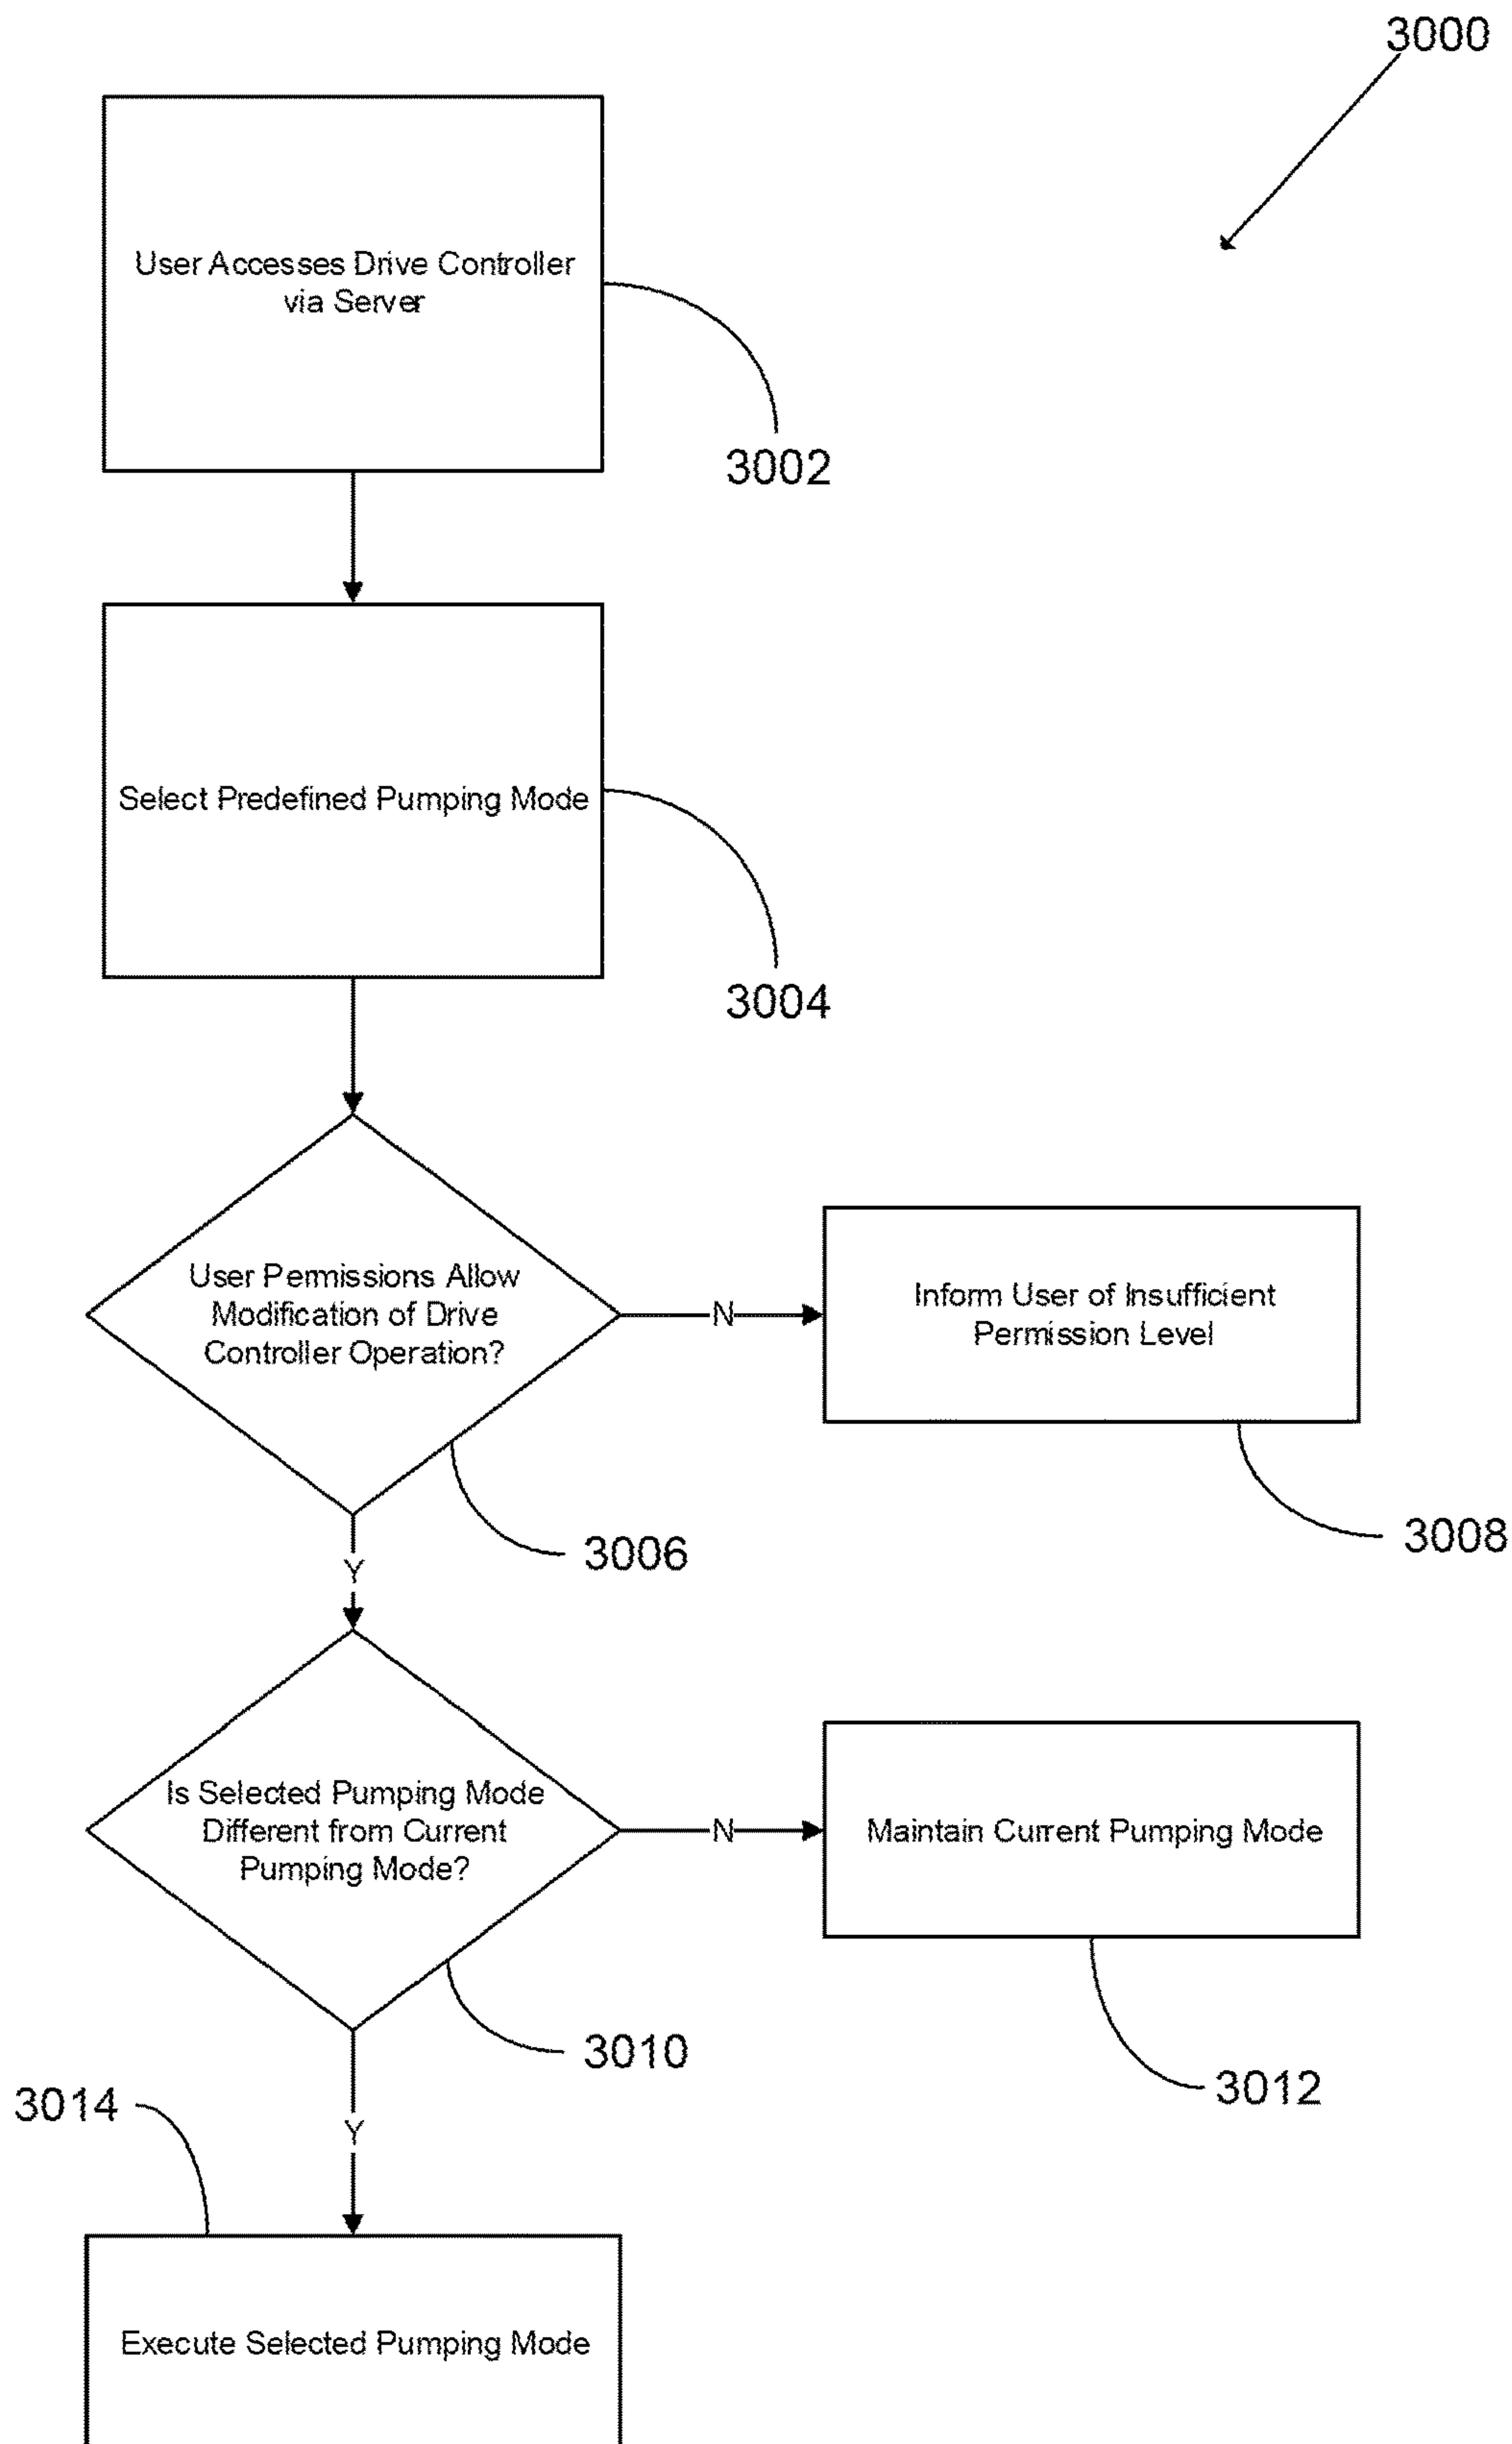 3000
User Accesses Drive Controller
via Server
3002
Select Predefined Pumping Mode
3004
User Permissions Allow
Modification of Drive
Controller Operation?
N
Inform User of Insufficient
Permission Level
3006
3008
Y
Is Selected Pumping Mode
Different from Current
Pumping Mode?
N
Maintain Current Pumping Mode
3010
3012
3014
Y
Execute Selected Pumping Mode